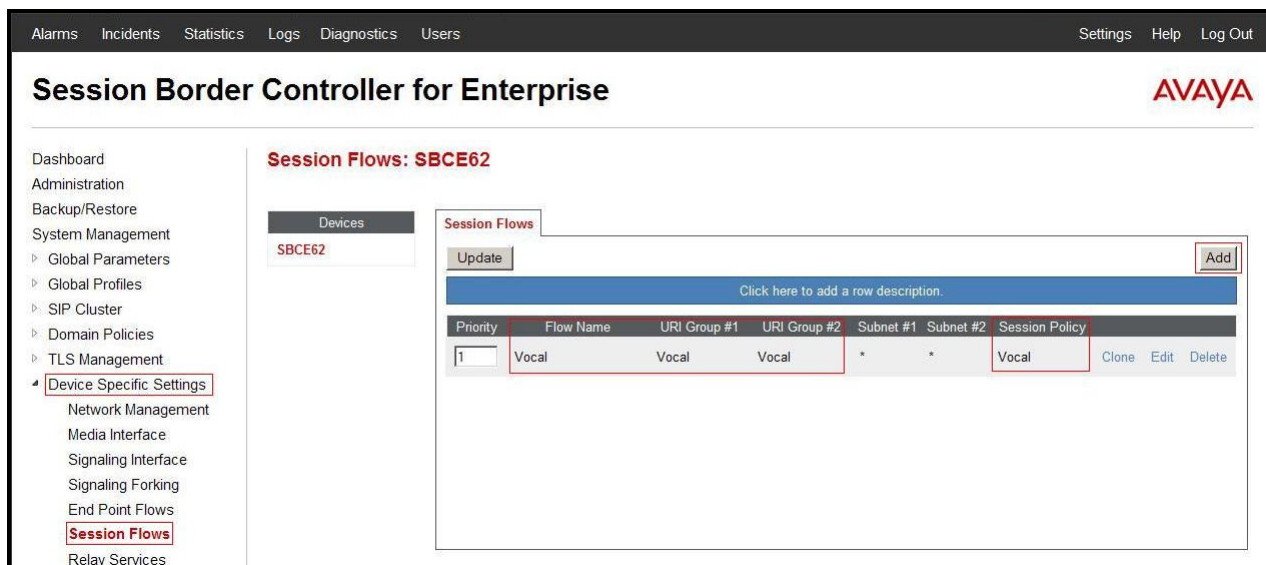 Alarms Incidents Statistics Logs Diagnostics Users Settings Help Log Out
Session Border Controller for Enterprise
AVAYA
Dashboard
Administration
Backup/Restore
System Management
Global Parameters
Global Profiles
SIP Cluster
Domain Policies
TLS Management
Device Specific Settings
Network Management
Media Interface
Signaling Interface
Signaling Forking
End Point Flows
Session Flows
Relay Services
Session Flows: SBCE62
Devices
SBCE62
Session Flows
Update Add
Click here to add a row description.
Priority Flow Name URI Group #1 URI Group #2 Subnet #1 Subnet #2 Session Policy
1 Vocal Vocal Vocal * * Vocal Clone Edit Delete